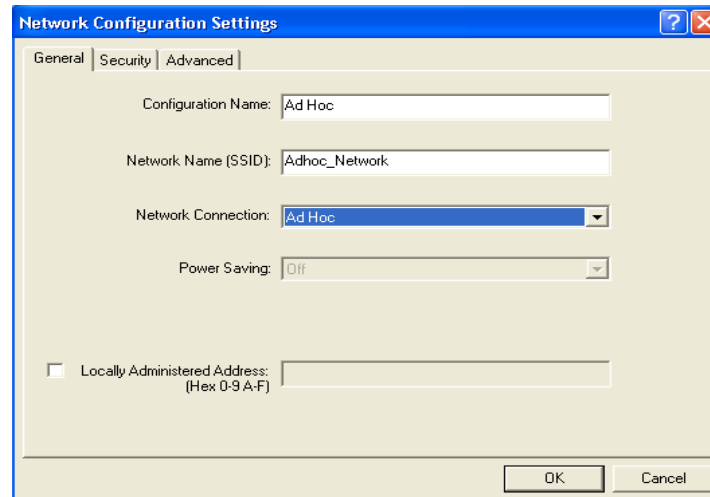 Network Configuration Settings
General Security Advanced
Configuration Name: Ad Hoc
Network Name (SSID): Adhoc_Network
Network Connection: Ad Hoc
Power Saving: Off
Locally Administered Address:
(Hex 0-9 A-F)
OK Cancel